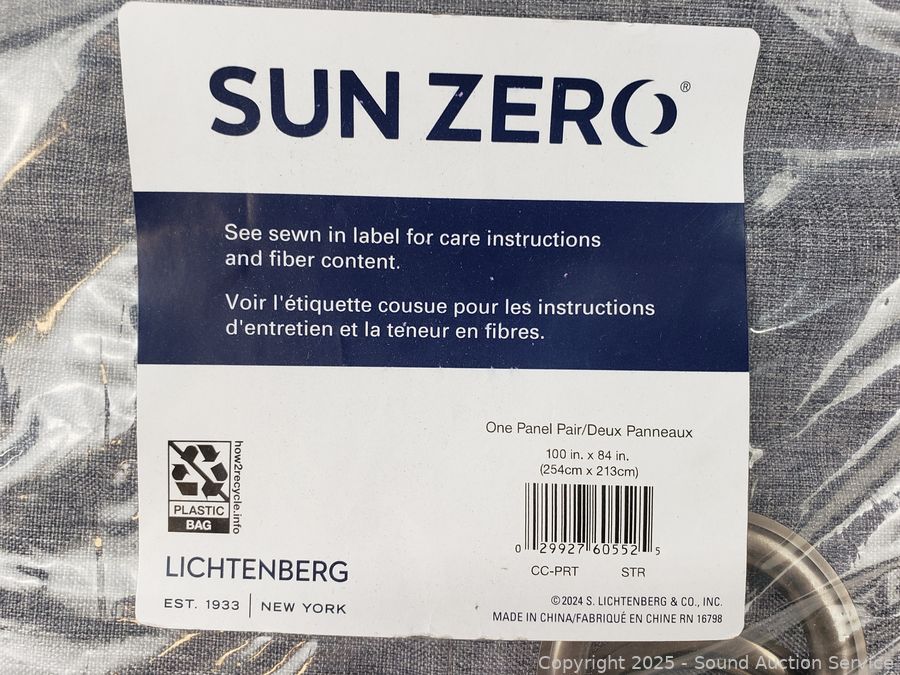 SUN ZERO®
See sewn in label for care instructions
and fiber content.
Voir l'étiquette cousue pour les instructions
d'entretien et la teneur en fibres.
One Panel Pair/Deux Panneaux
100 in. x 84 in.
(254cm x 213cm)
how2recycle.info
PLASTIC
BAG
0 29927 60552 5
CC-PRT STR
LICHTENBERG
EST. 1933 | NEW YORK
©2024 S. LICHTENBERG & CO., INC.
MADE IN CHINA/FABRIQUÉ EN CHINE RN 16798
Copyright 2025 - Sound Auction Service